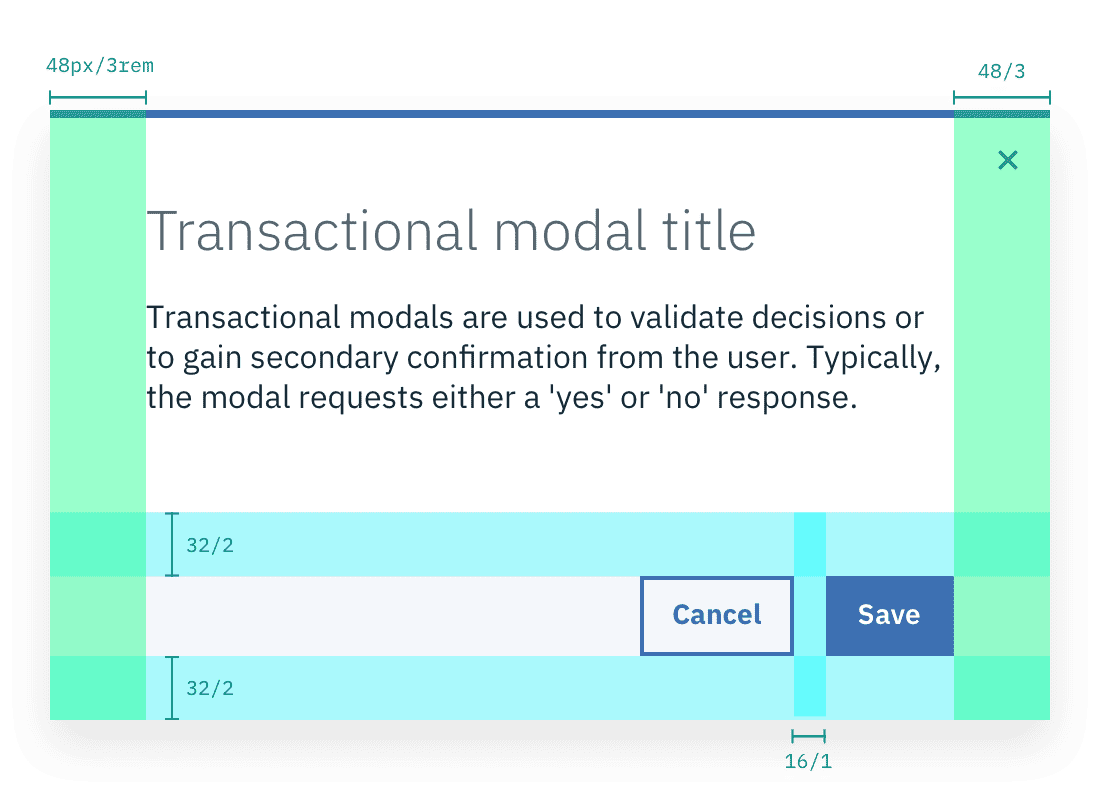 48px/3rem
48/3
Transactional modal title
Transactional modals are used to validate decisions or
to gain secondary confirmation from the user. Typically,
the modal requests either a 'yes' or 'no' response.
32/2
Cancel
Save
32/2
16/1